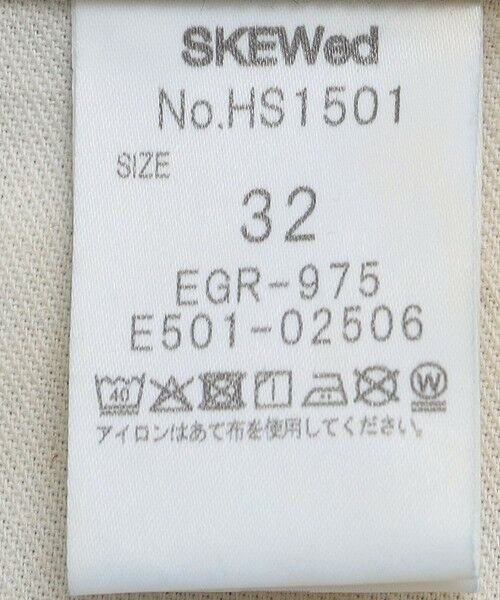 SKEWed
No.HS1501
SIZE
32
EGR-975
E501-02506
40 W
アイロンはあて布を使用してください。